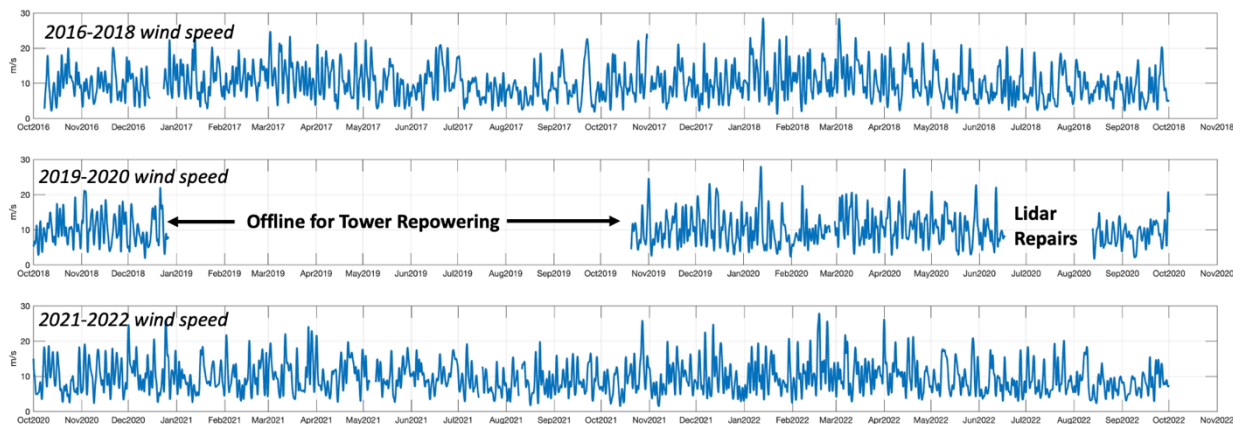 2016-2018 wind speed
30
20
10
0
m/s
Oct2016 Nov2016 Dec2016 Jan2017 Feb2017 Mar2017 Apr2017 May2017 Jun2017 Jul2017 Aug2017 Sep2017 Oct2017 Nov2017 Dec2017 Jan2018 Feb2018 Mar2018 Apr2018 May2018 Jun2018 Jul2018 Aug2018 Sep2018 Oct2018 Nov2018
2019-2020 wind speed
30
20
10
0
m/s
Offline for Tower Repowering
Lidar
Repairs
Oct2018 Nov2018 Dec2018 Jan2019 Feb2019 Mar2019 Apr2019 May2019 Jun2019 Jul2019 Aug2019 Sep2019 Oct2019 Nov2019 Dec2019 Jan2020 Feb2020 Mar2020 Apr2020 May2020 Jun2020 Jul2020 Aug2020 Sep2020 Oct2020 Nov2020
2021-2022 wind speed
30
20
10
0
m/s
Oct2020 Nov2020 Dec2020 Jan2021 Feb2021 Mar2021 Apr2021 May2021 Jun2021 Jul2021 Aug2021 Sep2021 Oct2021 Nov2021 Dec2021 Jan2022 Feb2022 Mar2022 Apr2022 May2022 Jun2022 Jul2022 Aug2022 Sep2022 Oct2022 Nov2022